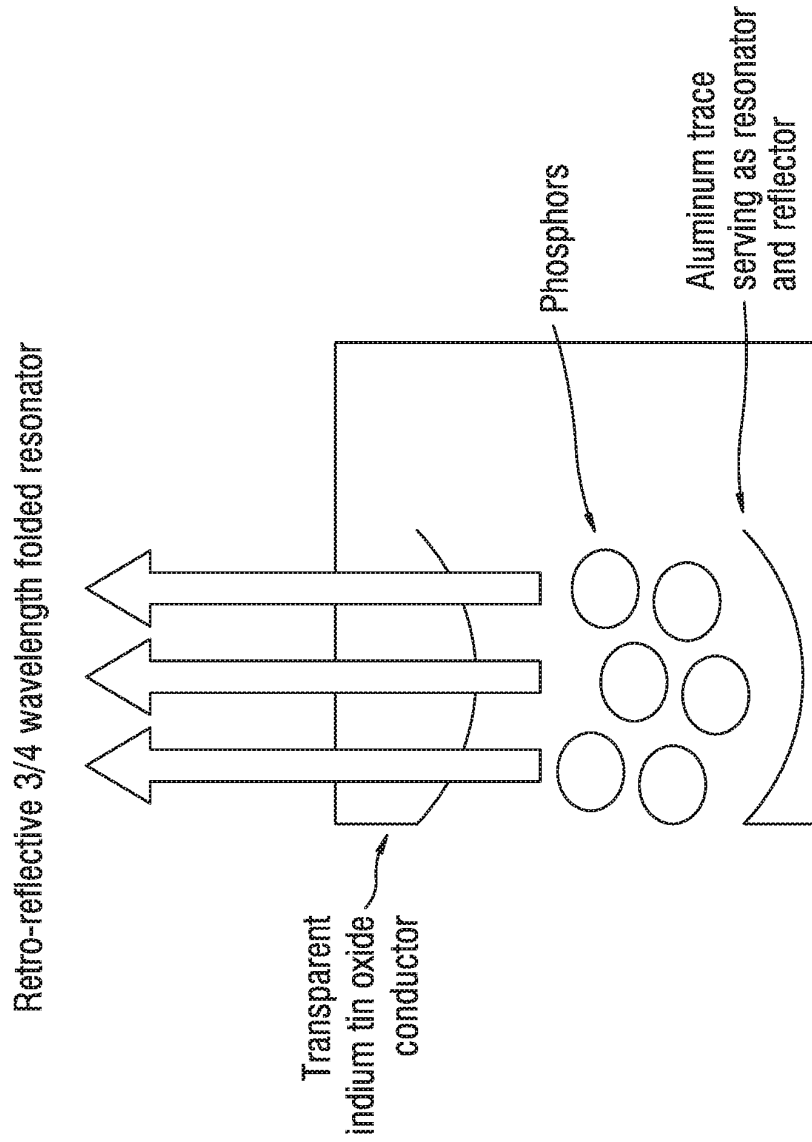 Retro-reflective 3/4 wavelength folded resonator
Transparent
indium tin oxide
conductor
Phosphors
Aluminum trace
serving as resonator
and reflector